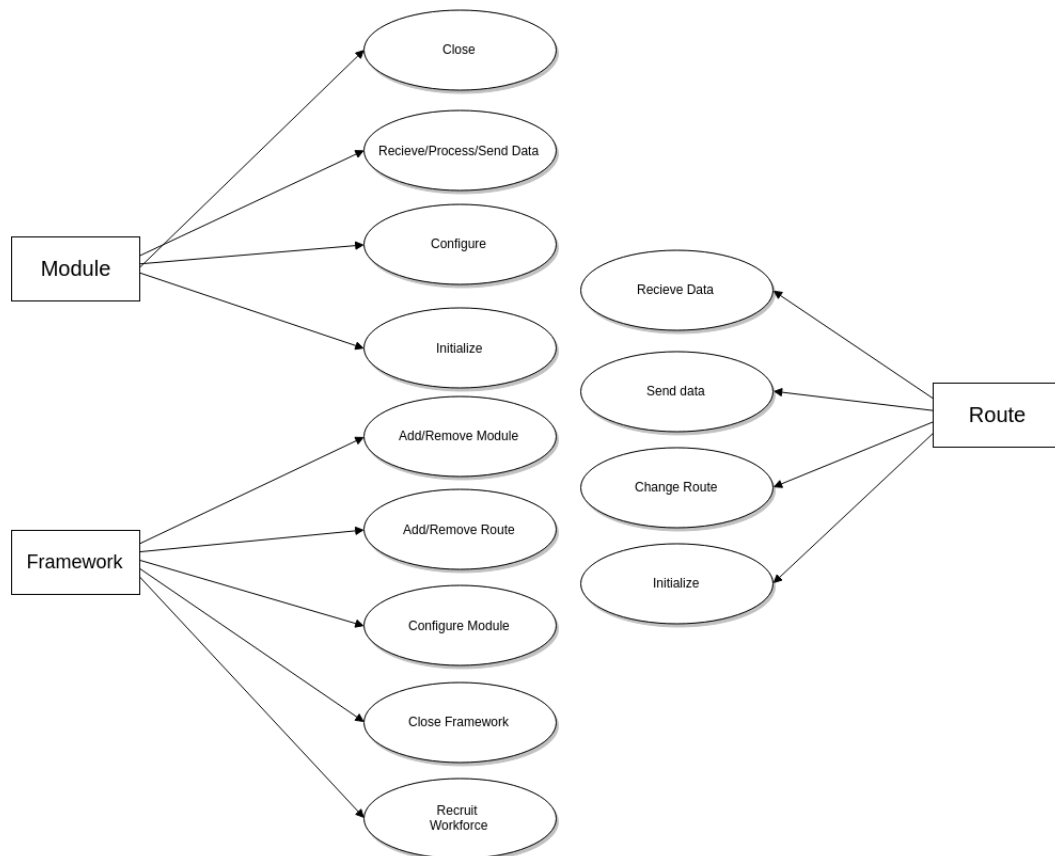 Close
Recieve/Process/Send Data
Module
Configure
Initialize
Recieve Data
Send data
Route
Change Route
Initialize
Add/Remove Module
Framework
Add/Remove Route
Configure Module
Close Framework
Recruit
Workforce